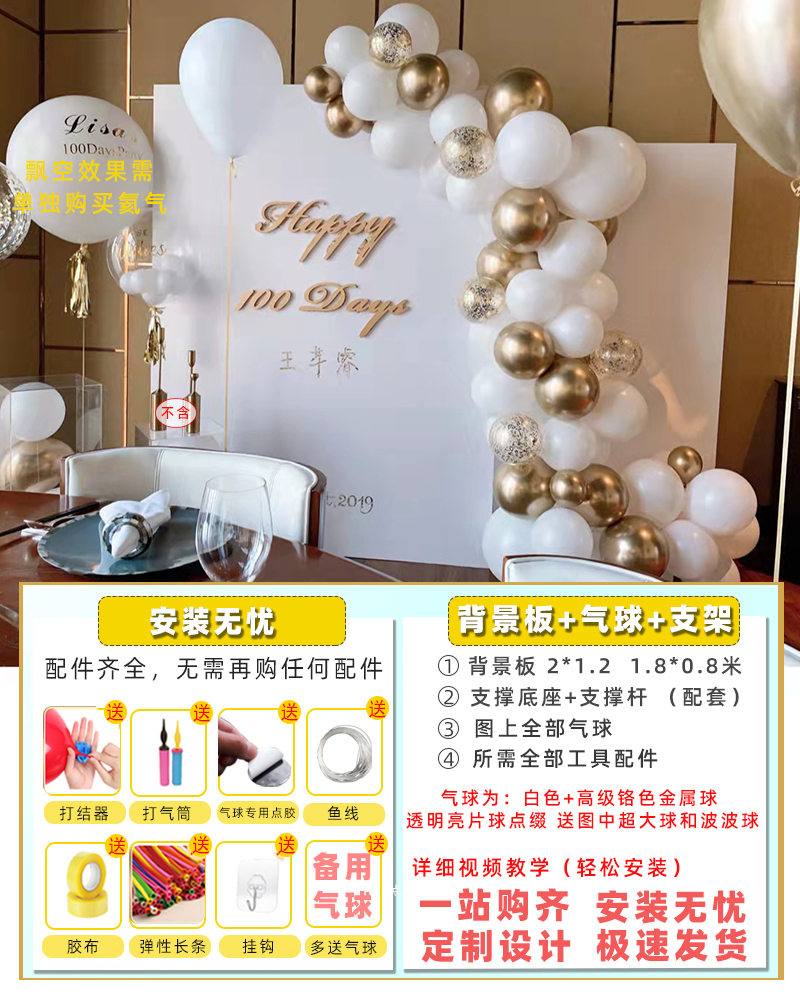 Lisa's
100Days Party
飘空效果需
单独购买氦气
Happy
100 Days
王芈睿
不含
2019
安装无忧
配件齐全，无需再购任何配件
送
送
送
送
打结器
打气筒
气球专用点胶
鱼线
送
送
送
送
备用
气球
胶布
弹性长条
挂钩
多送气球
背景板+气球+支架
① 背景板 2*1.2 1.8*0.8米
② 支撑底座+支撑杆 （配套）
③ 图上全部气球
④ 所需全部工具配件
气球为：白色+高级铬色金属球
透明亮片球点缀 送图中超大球和波波球
详细视频教学（轻松安装）
一站购齐 安装无忧
定制设计 极速发货